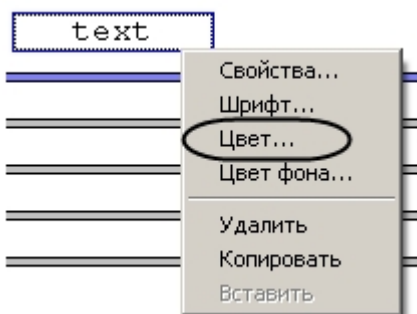 text
Свойства...
Шрифт...
Цвет...
Цвет фона...
Удалить
Копировать
Вставить